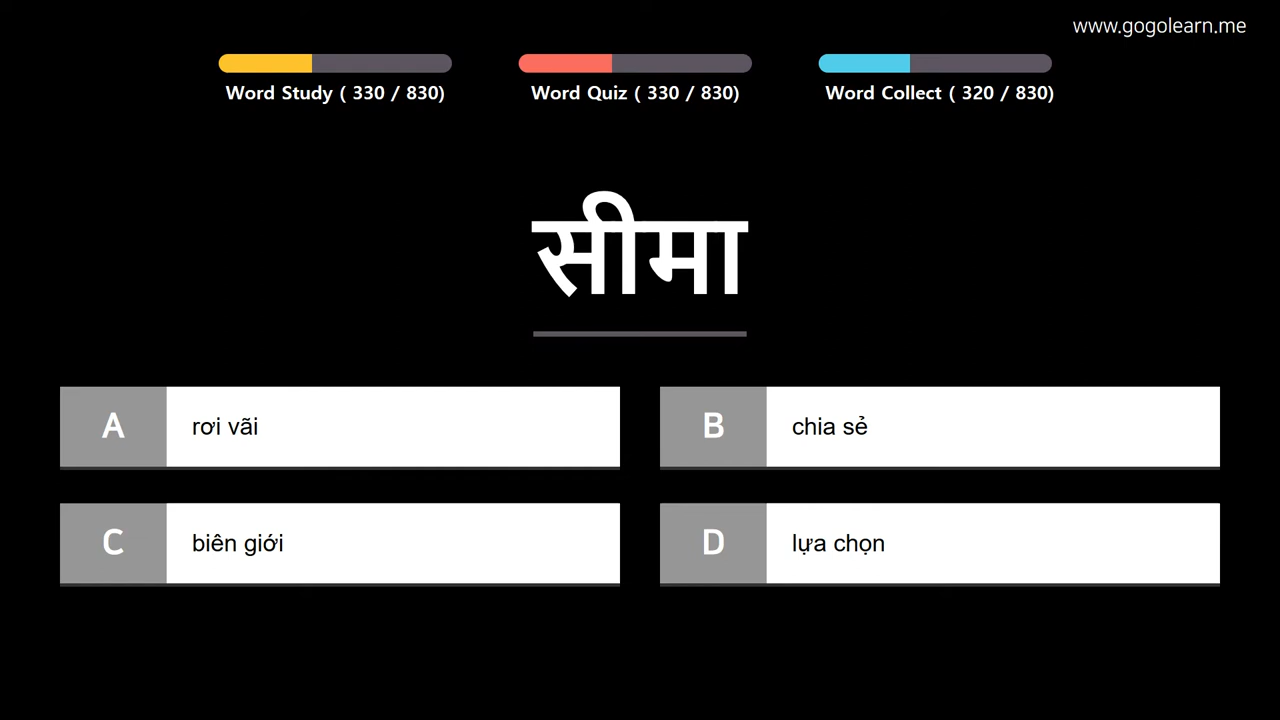 www.gogolearn.me
Word Study ( 330 / 830)
Word Quiz ( 330 / 830)
Word Collect ( 320 / 830)
सीमा
A rơi vãi
B chia sẻ
C biên giới
D lựa chọn